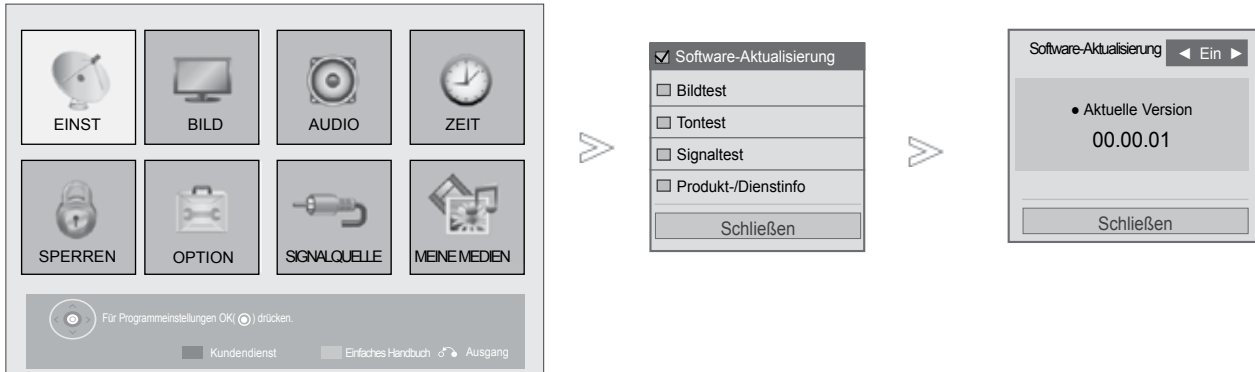 EINST
BILD
AUDIO
ZEIT
SPERREN
OPTION
SIGNALQUELLE
MEINE MEDIEN
Für Programmeinstellungen OK( ) drücken.
Kundendienst
Einfaches Handbuch
Ausgang
Software-Aktualisierung
Bildtest
Tontest
Signaltest
Produkt-/Dienstinfo
Schließen
Software-Aktualisierung ◄ Ein ►
● Aktuelle Version
00.00.01
Schließen